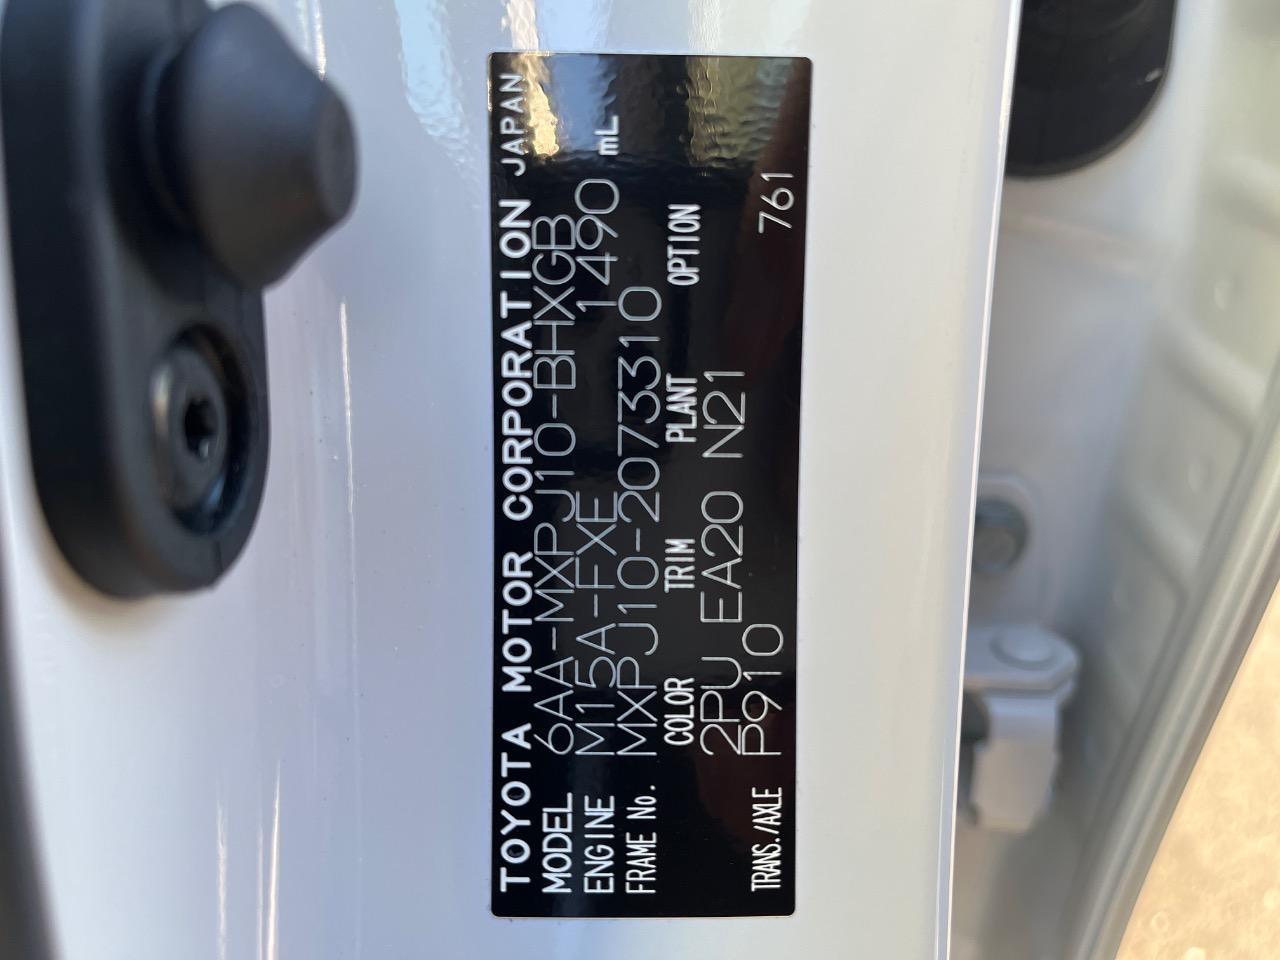 TOYOTA MOTOR CORPORATION JAPAN
MODEL 6AA-MXPJ10-BHXGB
ENGINE M15A-FXE 1490 mL
FRAME No. MXPJ10-2073310
COLOR TRIM PLANT OPTION
2PU EA20 N21
TRANS./AXLE P910 761